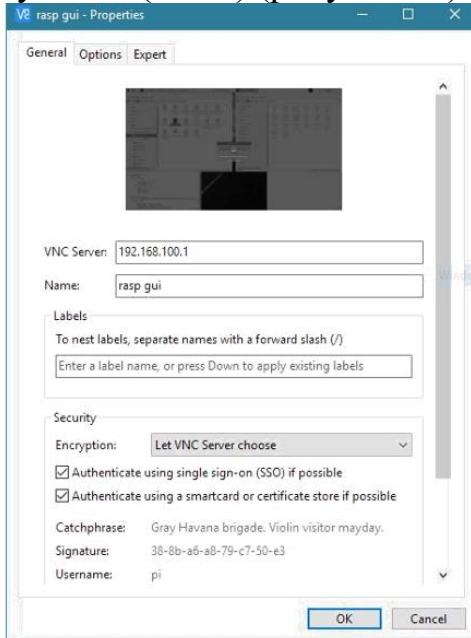 rasp gui - Properties
General Options Expert
VNC Server: 192.168.100.1
Name: rasp gui
Labels
To nest labels, separate names with a forward slash (/)
Enter a label name, or press Down to apply existing labels
Security
Encryption: Let VNC Server choose
Authenticate using single sign-on (SSO) if possible
Authenticate using a smartcard or certificate store if possible
Catchphrase: Gray Havana brigade. Violin visitor mayday.
Signature: 38-8b-a6-a8-79-c7-50-e3
Username: pi
OK Cancel